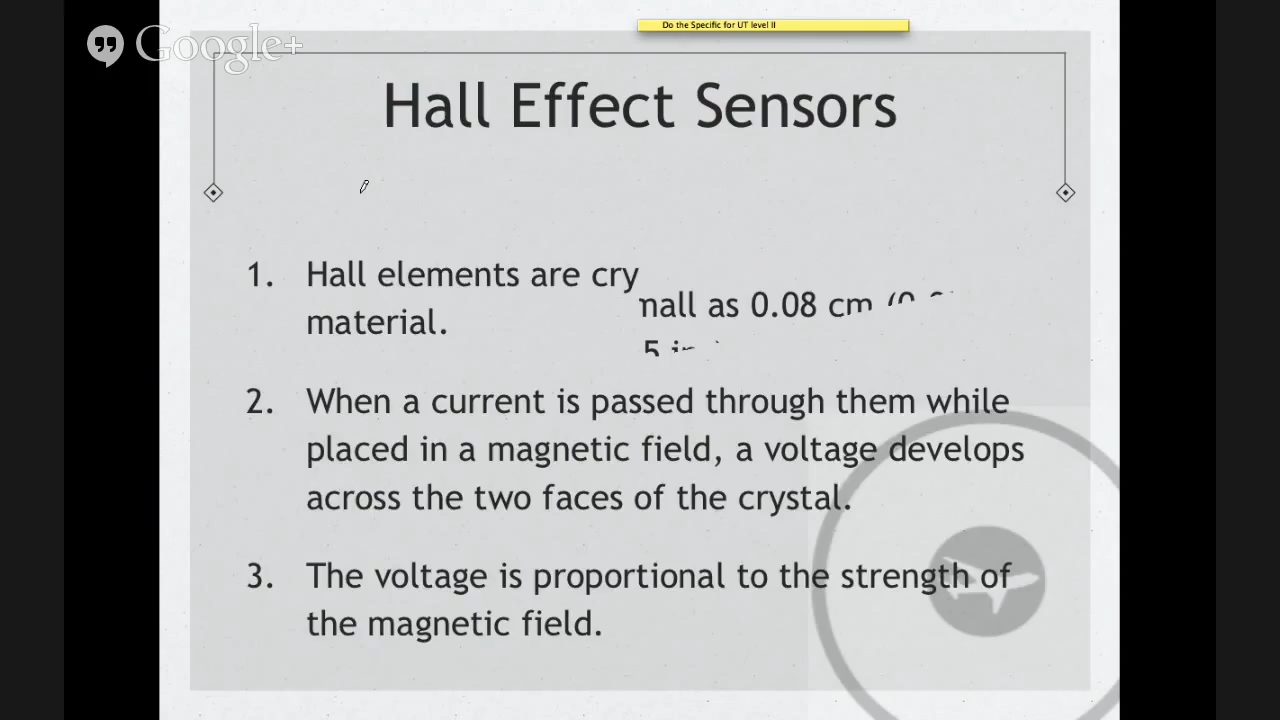 Do the Specific for UT level II
Google+
Hall Effect Sensors
1. Hall elements are cry
mall as 0.08 cm
material.
2. When a current is passed through them while
placed in a magnetic field, a voltage develops
across the two faces of the crystal.
3. The voltage is proportional to the strength of
the magnetic field.